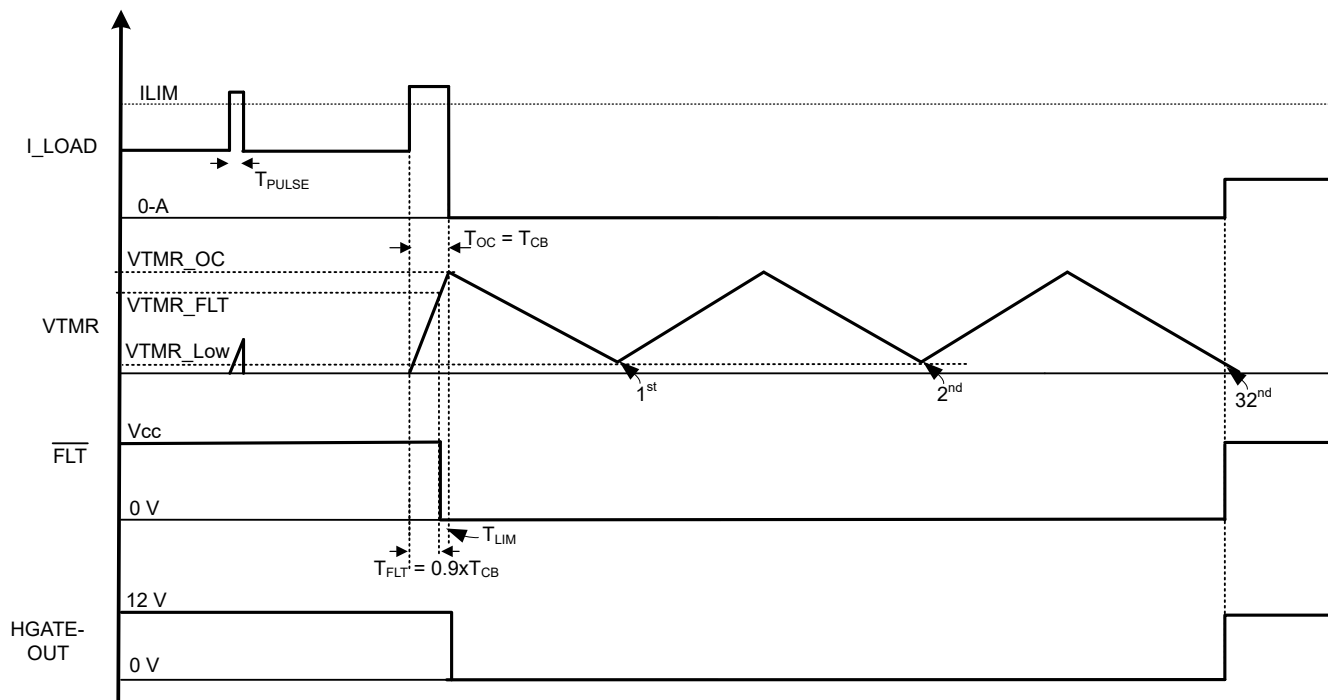 ILIM
I_LOAD
TPULSE
0-A
TOC = TCB
VTMR_OC
VTMR_FLT
VTMR
VTMR_Low
1st
2nd
32nd
Vcc
FLT
0 V
TLIM
TFLT = 0.9xTCB
12 V
HGATE-
OUT
0 V